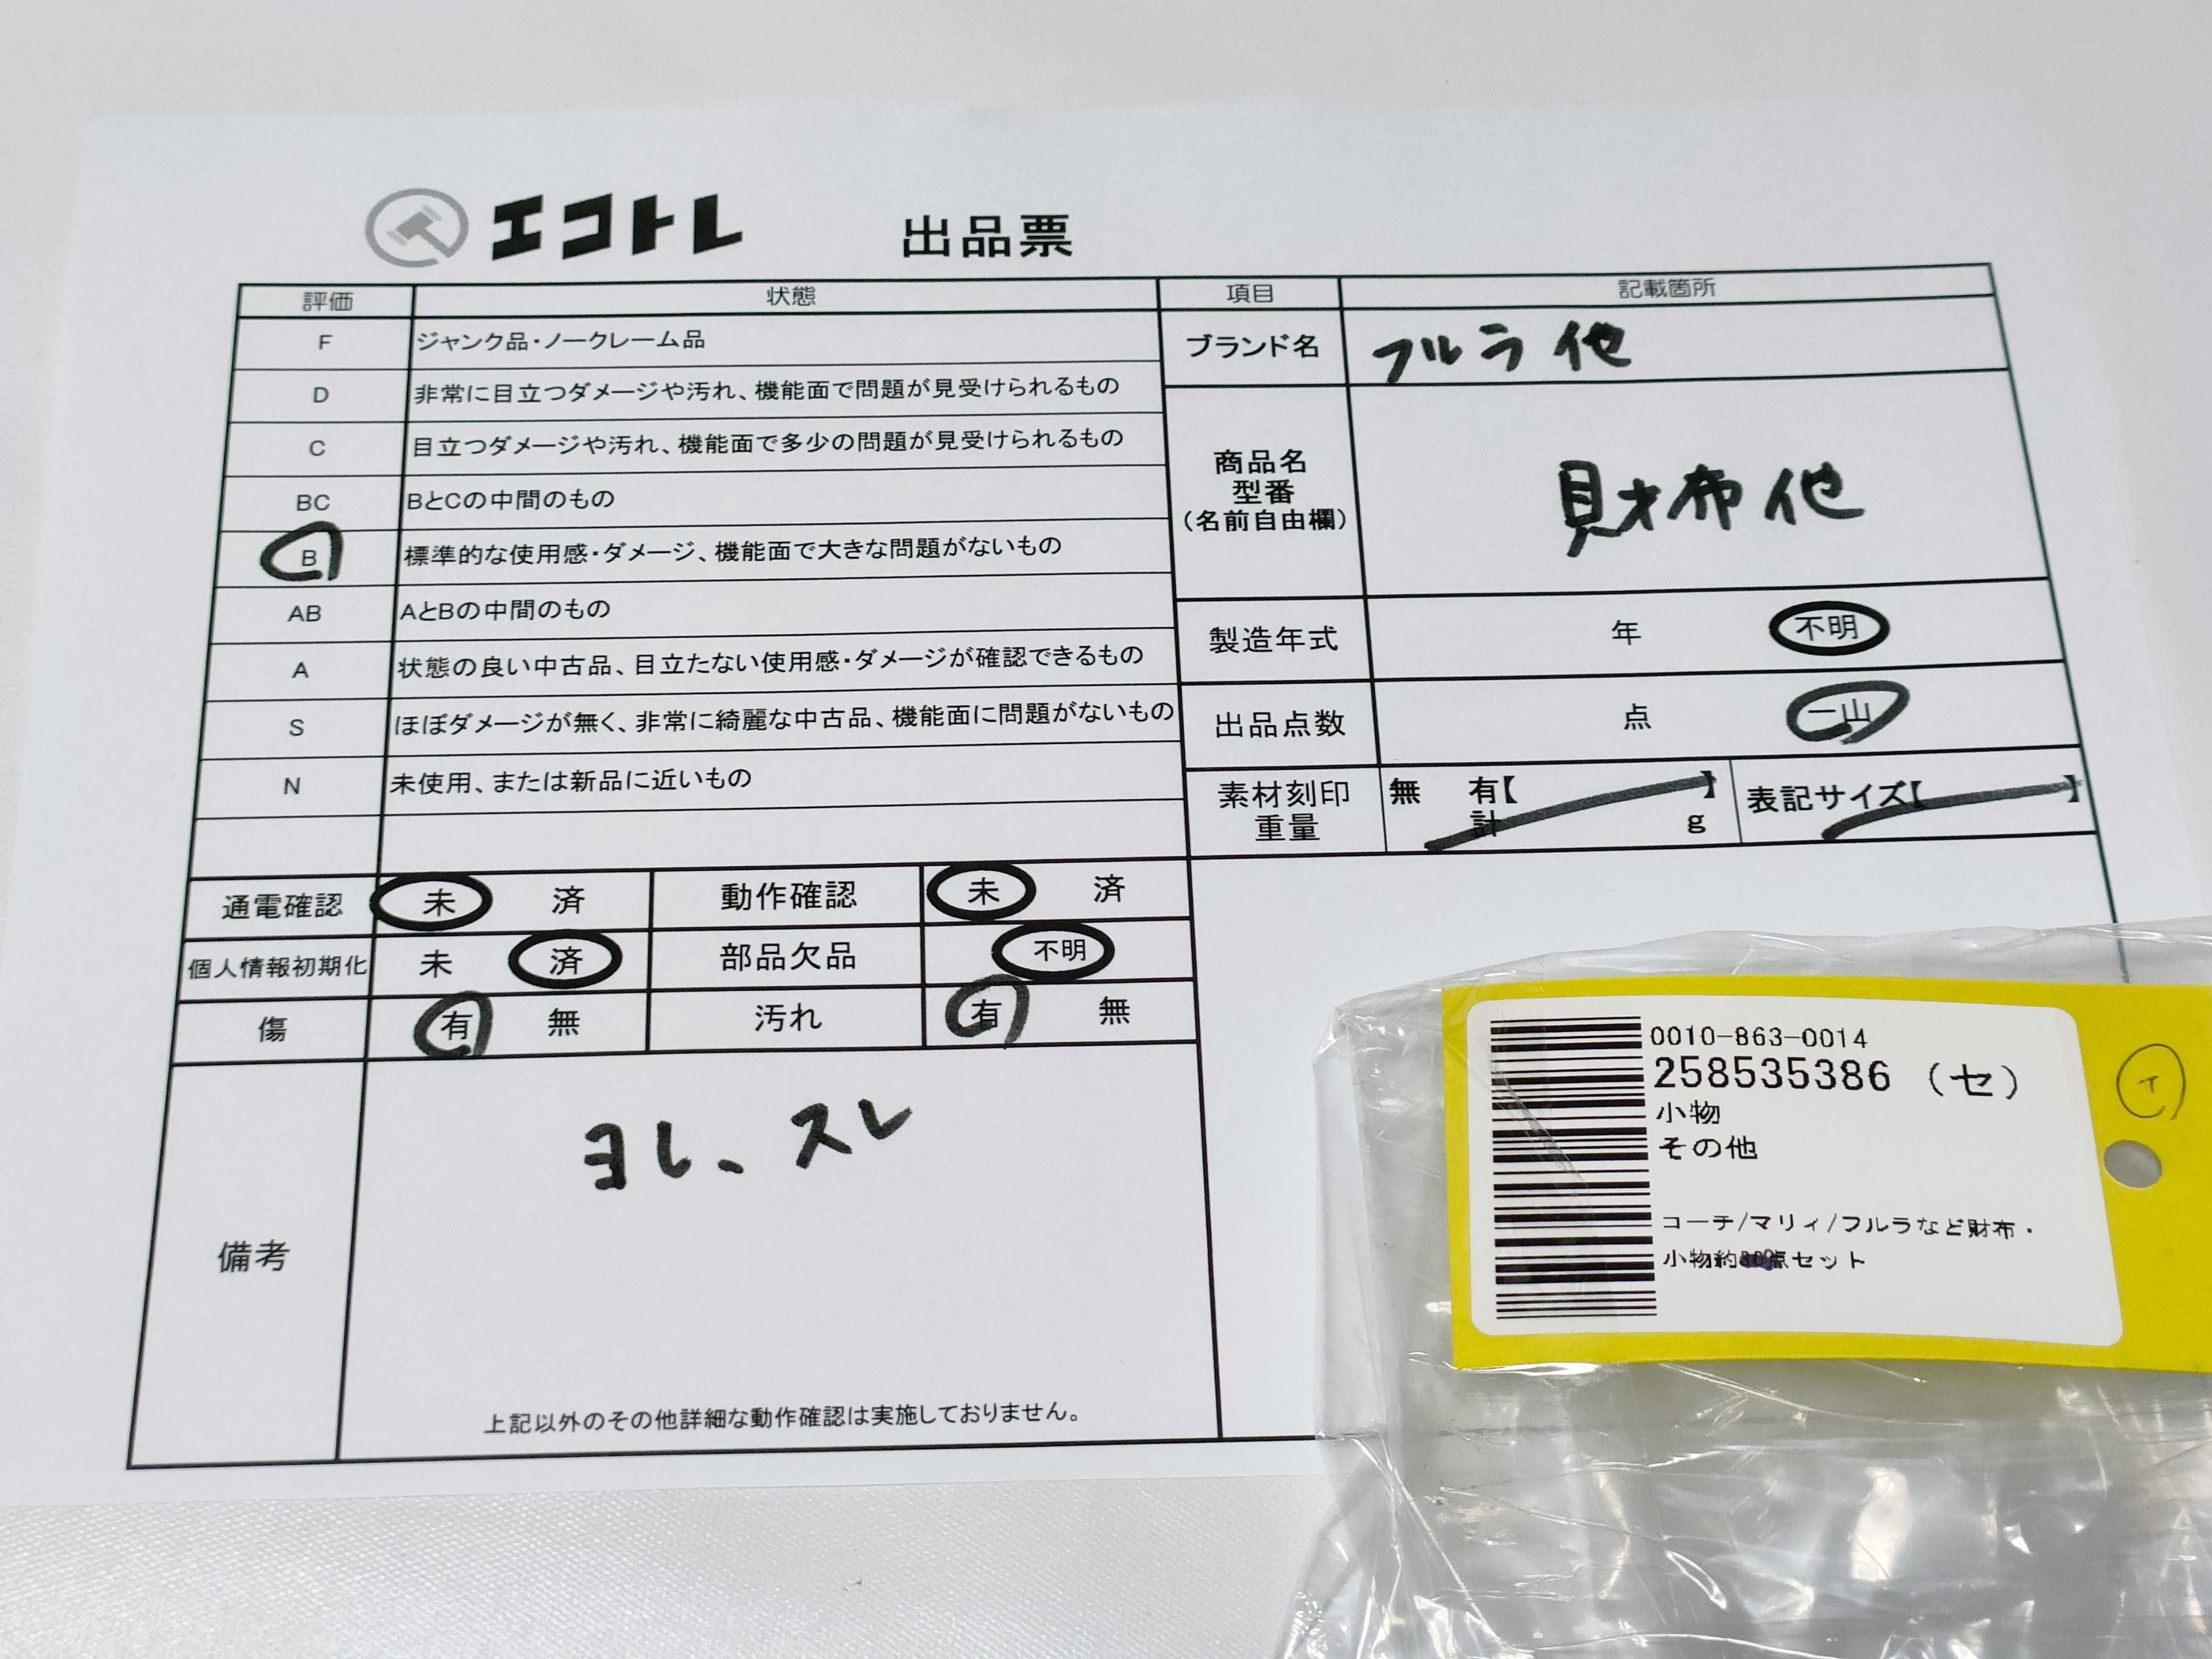 エコトレ 出品票
評価 状態
F ジャンク品・ノークレーム品
D 非常に目立つダメージや汚れ、機能面で問題が見受けられるもの
C 目立つダメージや汚れ、機能面で多少の問題が見受けられるもの
BC BとCの中間のもの
B 標準的な使用感・ダメージ、機能面で大きな問題がないもの
AB AとBの中間のもの
A 状態の良い中古品、目立たない使用感・ダメージが確認できるもの
S ほぼダメージが無く、非常に綺麗な中古品、機能面に問題がないもの
N 未使用、または新品に近いもの
項目 記載箇所
ブランド名 フルラ 他
商品名
型番
（名前自由欄）
財布 他
製造年式 年 不明
出品点数 点 一山
素材刻印
重量
無 有【 】
計 g
表記サイズ【 】
通電確認 未 済 動作確認 未 済
個人情報初期化 未 済 部品欠品 不明
傷 有 無 汚れ 有 無
備考
ヨレ、スレ
上記以外のその他詳細な動作確認は実施しておりません。
0010-863-0014
258535386 （セ）
小物
その他
コーチ/マリィ/フルラなど財布・
小物約 点セット